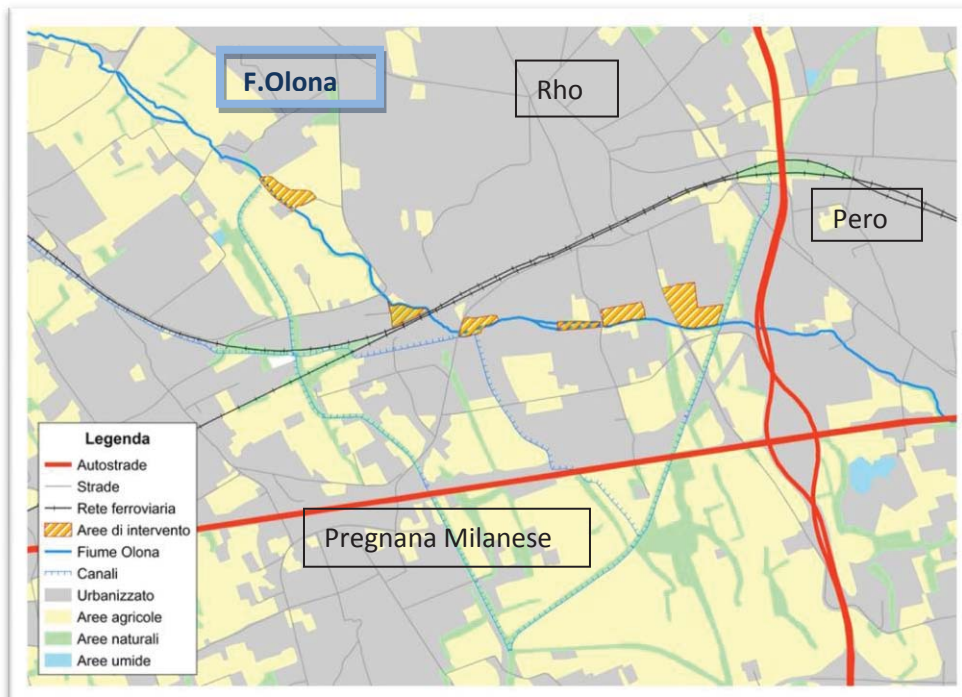 F.Olona
Rho
Pero
Pregnana Milanese
Legenda
Autostrade
Strade
Rete ferroviaria
Aree di intervento
Fiume Olona
Canali
Urbanizzato
Aree agricole
Aree naturali
Aree umide